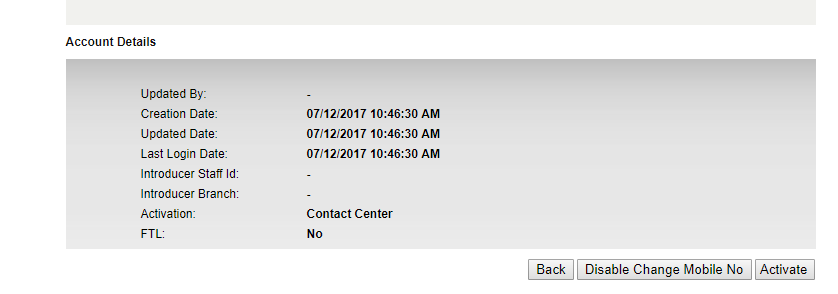 Account Details
Updated By: -
Creation Date: 07/12/2017 10:46:30 AM
Updated Date: 07/12/2017 10:46:30 AM
Last Login Date: 07/12/2017 10:46:30 AM
Introducer Staff Id: -
Introducer Branch: -
Activation: Contact Center
FTL: No
Back Disable Change Mobile No Activate